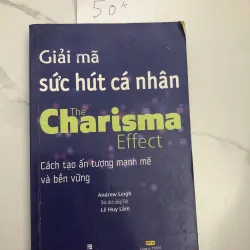 50k
Giải mã
sức hút cá nhân
The
Charisma
Effect
Cách tạo ấn tượng mạnh mẽ
và bền vững
Andrew Leigh
LÊ Huy Lâm